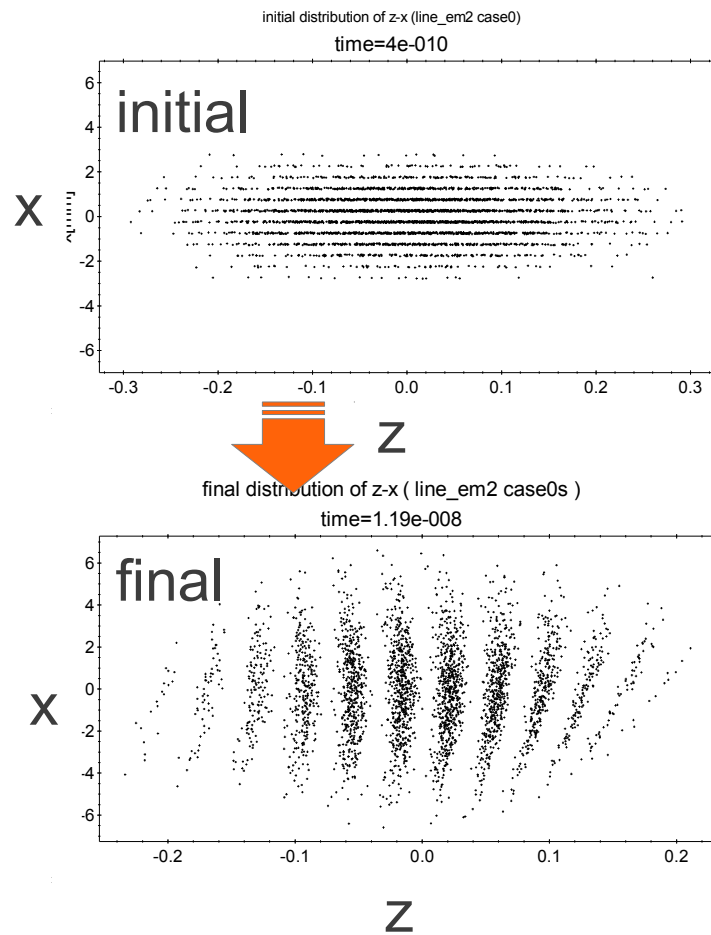 initial distribution of z-x (line_em2 case0)
time=4e-010
initial
6
4
2
0
-2
-4
-6
x
-0.3 -0.2 -0.1 0.0 0.1 0.2 0.3
z
final distribution of z-x ( line_em2 case0s )
time=1.19e-008
final
6
4
2
0
-2
-4
-6
x
-0.2 -0.1 0.0 0.1 0.2
z